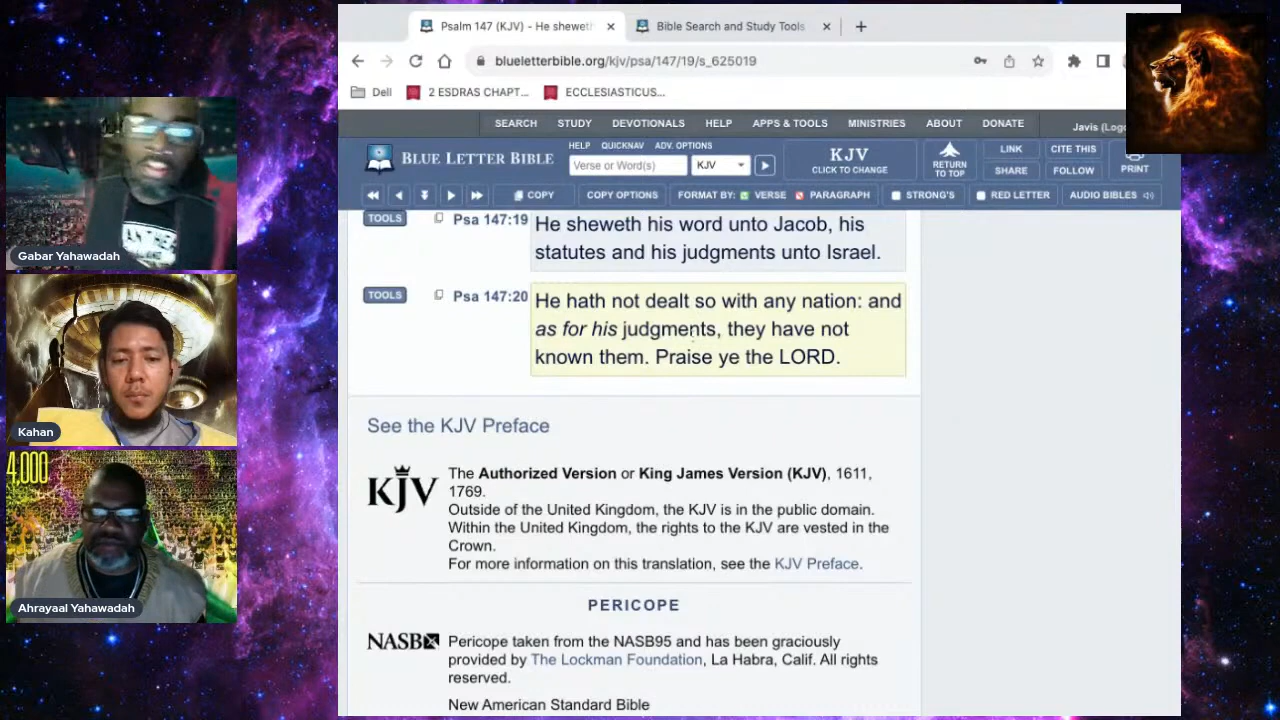 Psalm 147 (KJV) - He sheweth
Bible Search and Study Tools
blueletterbible.org/kjv/psa/147/19/s_625019
Dell
2 ESDRAS CHAPT...
ECCLESIASTICUS...
SEARCH STUDY DEVOTIONALS HELP APPS & TOOLS MINISTRIES ABOUT DONATE
Javis (Logo
BLUE LETTER BIBLE
HELP QUICKNAV ADV. OPTIONS
Verse or Word(s)
KJV
KJV
CLICK TO CHANGE
RETURN
TO TOP
LINK
CITE THIS
SHARE
FOLLOW
PRINT
COPY COPY OPTIONS FORMAT BY: VERSE PARAGRAPH STRONG'S RED LETTER AUDIO BIBLES
TOOLS
Psa 147:19
He sheweth his word unto Jacob, his
statutes and his judgments unto Israel.
TOOLS
Psa 147:20
He hath not dealt so with any nation: and
as for his judgments, they have not
known them. Praise ye the LORD.
See the KJV Preface
KJV
The Authorized Version or King James Version (KJV), 1611,
1769.
Outside of the United Kingdom, the KJV is in the public domain.
Within the United Kingdom, the rights to the KJV are vested in the
Crown.
For more information on this translation, see the KJV Preface.
PERICOPE
NASB
Pericope taken from the NASB95 and has been graciously
provided by The Lockman Foundation, La Habra, Calif. All rights
reserved.
New American Standard Bible
Gabar Yahawadah
Kahan
4,000
Ahrayaal Yahawadah